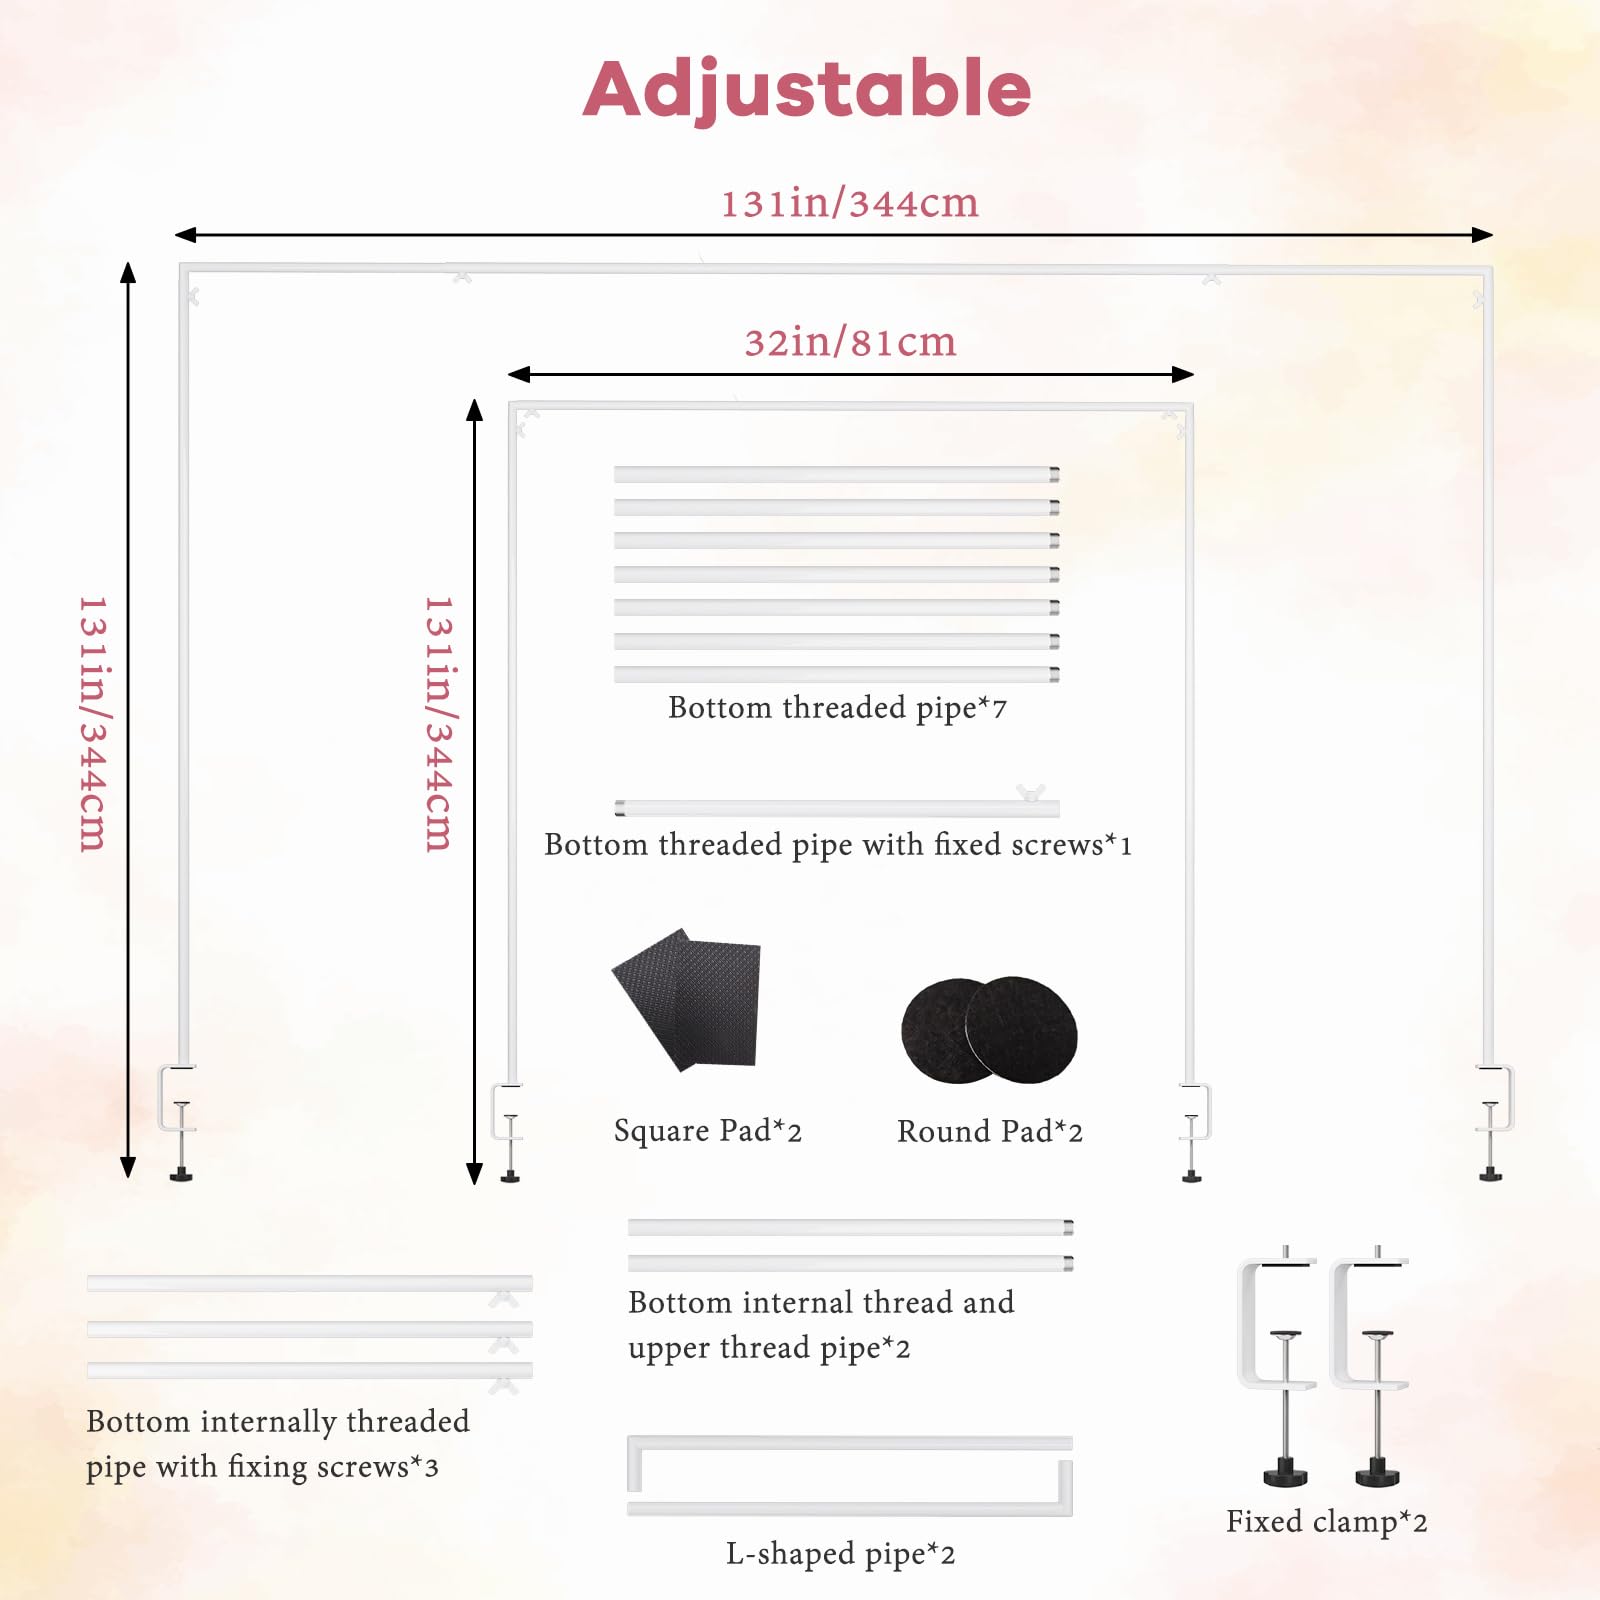 Adjustable
131in/344cm
32in/81cm
131in/344cm
131in/344cm
Bottom threaded pipe*7
Bottom threaded pipe with fixed screws*1
Square Pad*2
Round Pad*2
Bottom internally threaded
pipe with fixing screws*3
Bottom internal thread and
upper thread pipe*2
L-shaped pipe*2
Fixed clamp*2